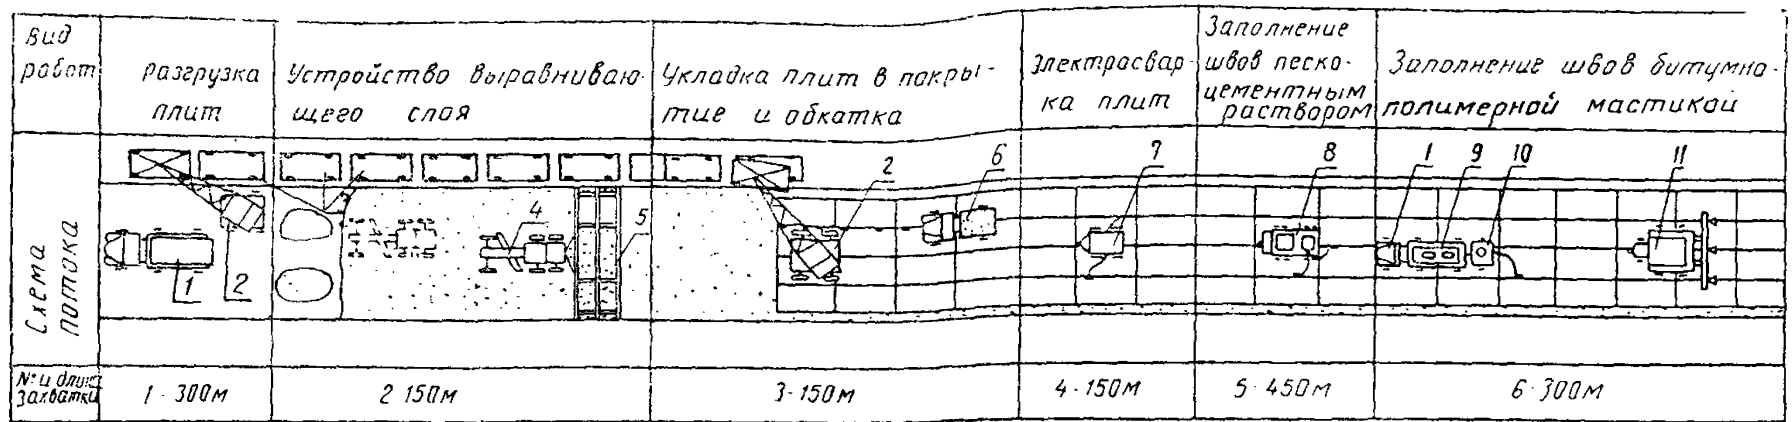 Вид
работ
разгрузка
плит
Устройство выравниваю-
щего слоя
Укладка плит в покры-
тие и обкатка
Электросвар-
ка плит
Заполнение
швов песко-
цементным
раствором
Заполнение швов битумно-
полимерной мастикой
Схема
потока
1
2
4
5
2
6
7
8
1
9
10
11
№ и длина
захватки
1-300м
2 150м
3-150м
4-150м
5-450м
6-300м